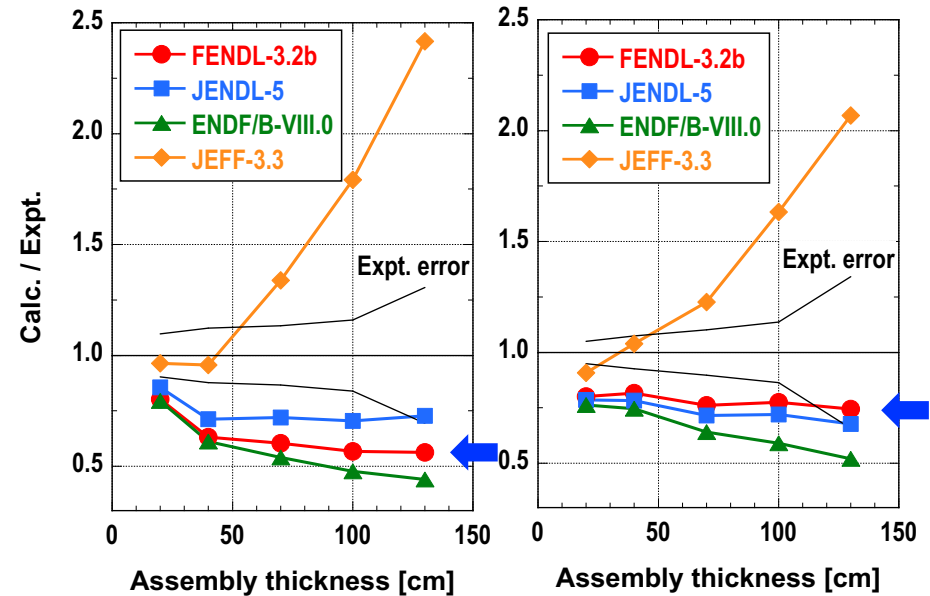 Calc. / Expt.
2.5
2.0
1.5
1.0
0.5
FENDL-3.2b
JENDL-5
ENDF/B-VIII.0
JEFF-3.3
Expt. error
0
50
100
150
Assembly thickness [cm]
2.5
2.0
1.5
1.0
0.5
FENDL-3.2b
JENDL-5
ENDF/B-VIII.0
JEFF-3.3
Expt. error
0
50
100
150
Assembly thickness [cm]